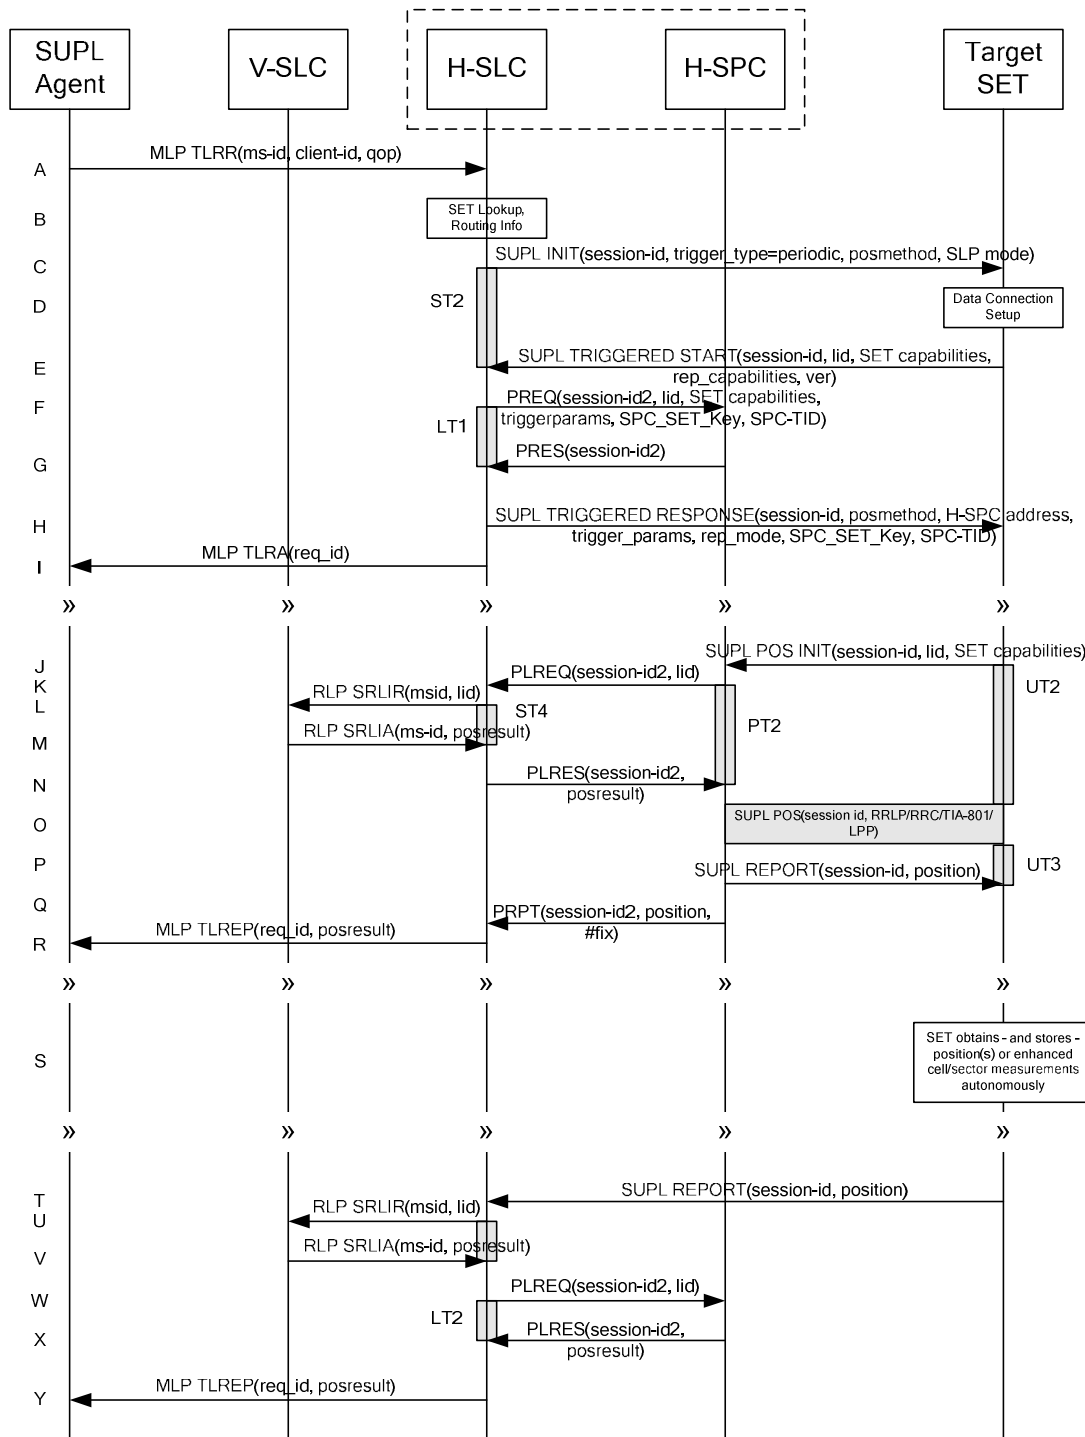 SUPL
Agent
V-SLC
H-SLC
H-SPC
Target
SET
A
MLP TLRR(ms-id, client-id, qop)
B
SET Lookup,
Routing Info
C
SUPL INIT(session-id, trigger_type=periodic, posmethod, SLP mode)
D
ST2
Data Connection
Setup
E
SUPL TRIGGERED START(session-id, lid, SET capabilities,
rep_capabilities, ver)
F
PREQ(session-id2, lid, SET capabilities,
triggerparams, SPC_SET_Key, SPC-TID)
LT1
G
PRES(session-id2)
H
SUPL TRIGGERED RESPONSE(session-id, posmethod, H-SPC address,
trigger_params, rep_mode, SPC_SET_Key, SPC-TID)
I
MLP TLRA(req_id)
» » » » »
J
SUPL POS INIT(session-id, lid, SET capabilities)
K
PLREQ(session-id2, lid)
UT2
L
RLP SRLIR(msid, lid)
ST4
PT2
M
RLP SRLIA(ms-id, posresult)
N
PLRES(session-id2,
posresult)
O
SUPL POS(session id, RRLP/RRC/TIA-801/
LPP)
P
SUPL REPORT(session-id, position)
UT3
Q
PRPT(session-id2, position,
#fix)
R
MLP TLREP(req_id, posresult)
» » » » »
S
SET obtains - and stores -
position(s) or enhanced
cell/sector measurements
autonomously
» » » » »
T
SUPL REPORT(session-id, position)
U
RLP SRLIR(msid, lid)
V
RLP SRLIA(ms-id, posresult)
W
PLREQ(session-id2, lid)
LT2
X
PLRES(session-id2,
posresult)
Y
MLP TLREP(req_id, posresult)